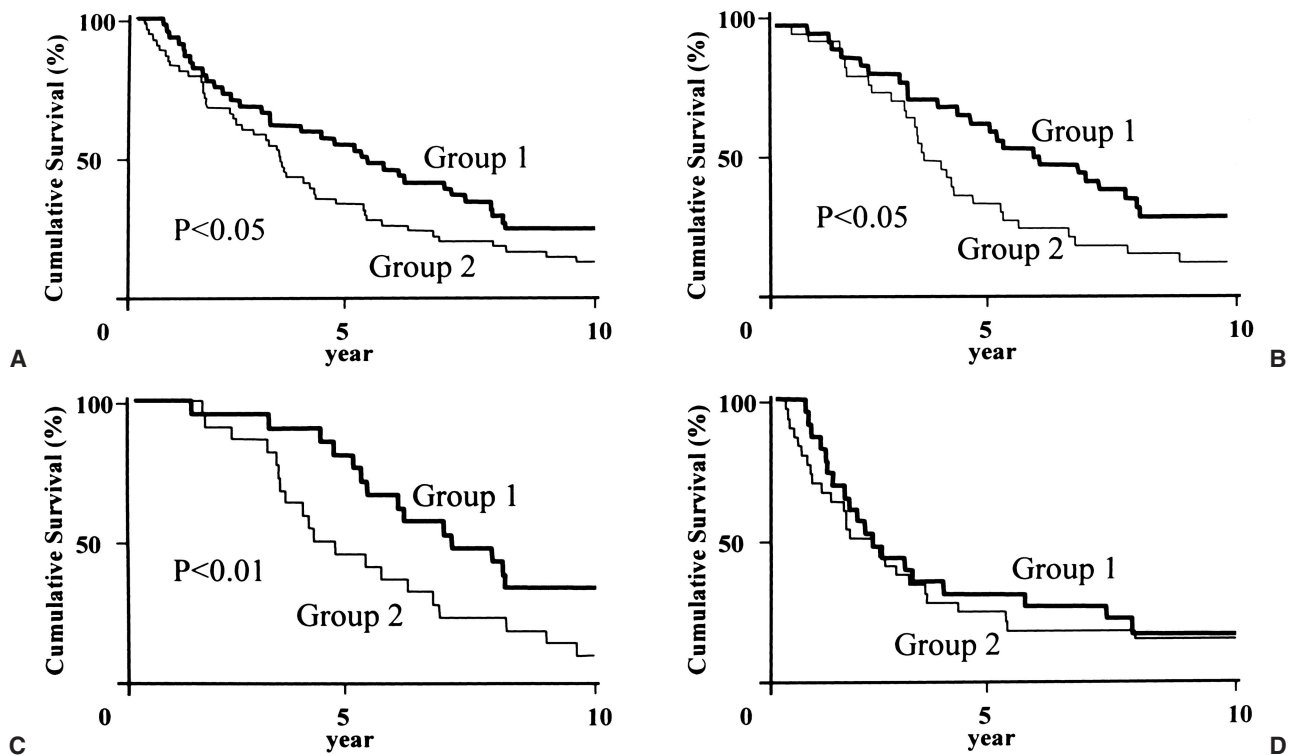 100
50
0
5
10
year
Cumulative Survival (%)
Group 1
P<0.05
Group 2
A
100
50
0
5
10
year
Cumulative Survival (%)
Group 1
P<0.05
Group 2
B
100
50
0
5
10
year
Cumulative Survival (%)
Group 1
P<0.01
Group 2
C
100
50
0
5
10
year
Cumulative Survival (%)
Group 1
Group 2
D